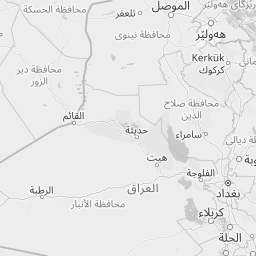 محافظة الحسكة
الموصل
تلعفر
هەولێر
محافظة نينوى
هەولێر
Kerkûk
كركوك
محافظة دير
الزور
محافظة صلاح
الدين
القائم
حديثة
سامراء
هيت
الفلوجة
العراق
الرطبة
محافظة الأنبار
بغداد
كربلاء
الحلة